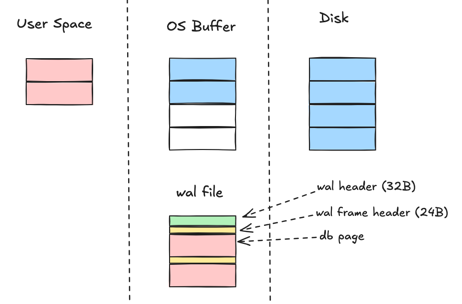 User Space
OS Buffer
Disk
wal file
wal header (32B)
wal frame header (24B)
db page